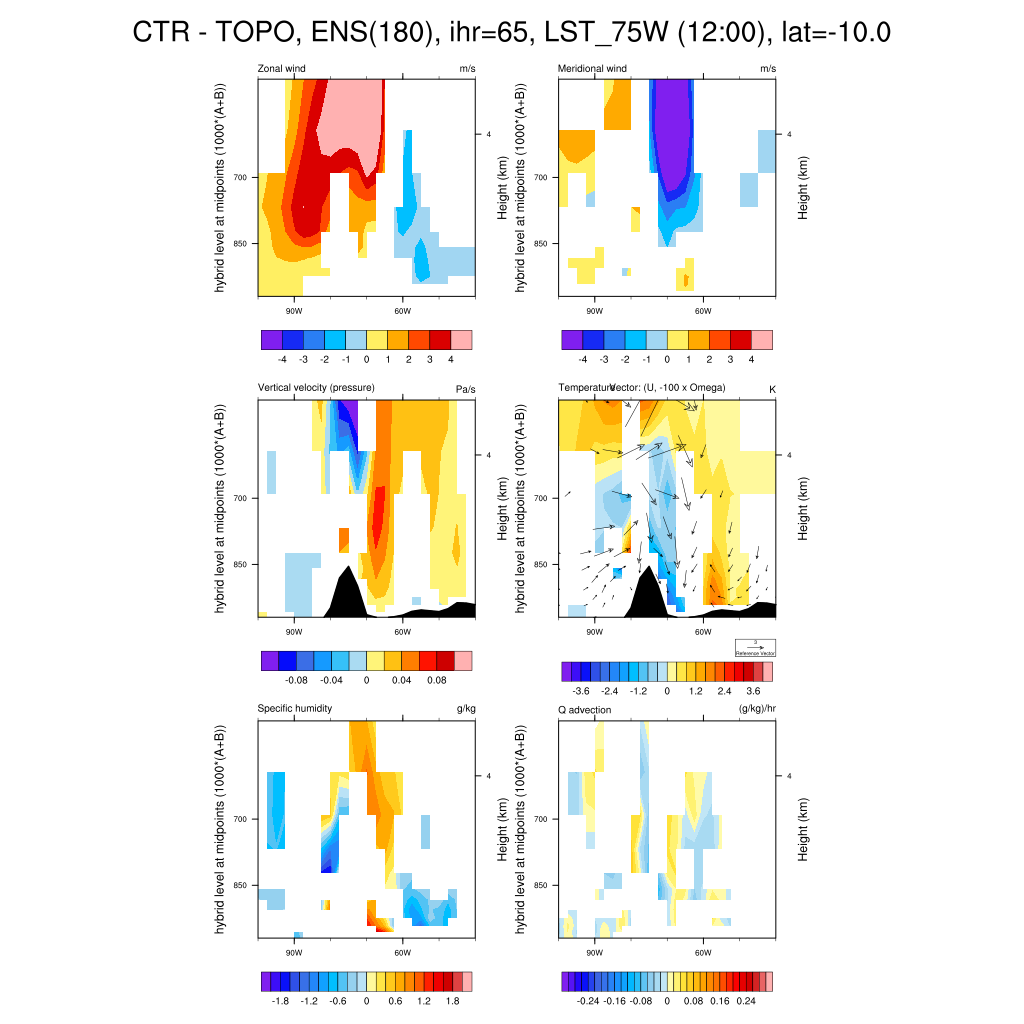 CTR - TOPO, ENS(180), ihr=65, LST_75W (12:00), lat=-10.0
Zonal wind m/s
hybrid level at midpoints (1000*(A+B))
700
850
4
Height (km)
90W 60W
-4 -3 -2 -1 0 1 2 3 4
Meridional wind m/s
hybrid level at midpoints (1000*(A+B))
700
850
4
Height (km)
90W 60W
-4 -3 -2 -1 0 1 2 3 4
Vertical velocity (pressure) Pa/s
hybrid level at midpoints (1000*(A+B))
700
850
4
Height (km)
90W 60W
-0.08 -0.04 0 0.04 0.08
Temperature Vector: (U, -100 x Omega) K
hybrid level at midpoints (1000*(A+B))
700
850
4
Height (km)
90W 60W
3
Reference Vector
-3.6 -2.4 -1.2 0 1.2 2.4 3.6
Specific humidity g/kg
hybrid level at midpoints (1000*(A+B))
700
850
4
Height (km)
90W 60W
-1.8 -1.2 -0.6 0 0.6 1.2 1.8
Q advection (g/kg)/hr
hybrid level at midpoints (1000*(A+B))
700
850
4
Height (km)
90W 60W
-0.24 -0.16 -0.08 0 0.08 0.16 0.24